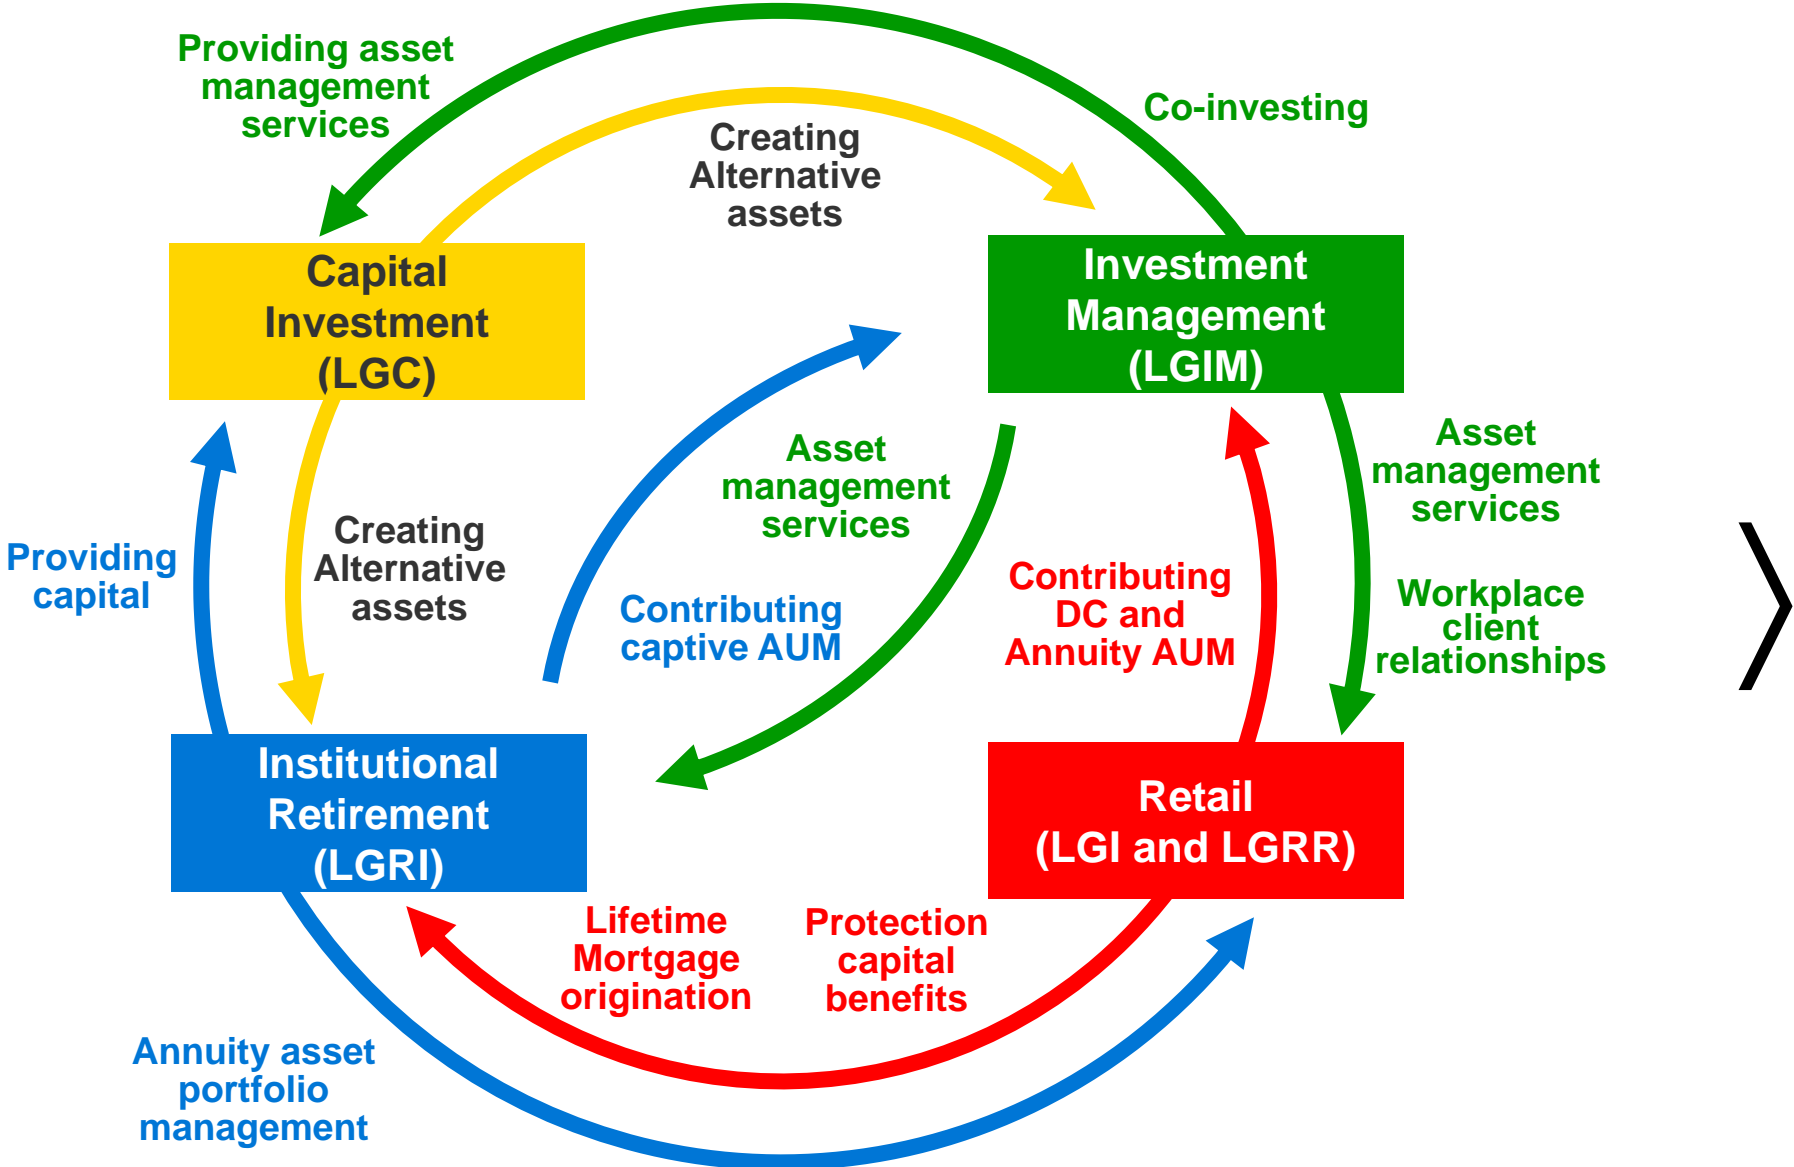 Providing asset
management
services
Co-investing
Creating
Alternative
assets
Capital
Investment
(LGC)
Investment
Management
(LGIM)
Asset
management
services
Asset
management
services
Providing
capital
Creating
Alternative
assets
Contributing
captive AUM
Contributing
DC and
Annuity AUM
Workplace
client
relationships
Institutional
Retirement
(LGRI)
Retail
(LGI and LGRR)
Lifetime
Mortgage
origination
Protection
capital
benefits
Annuity asset
portfolio
management